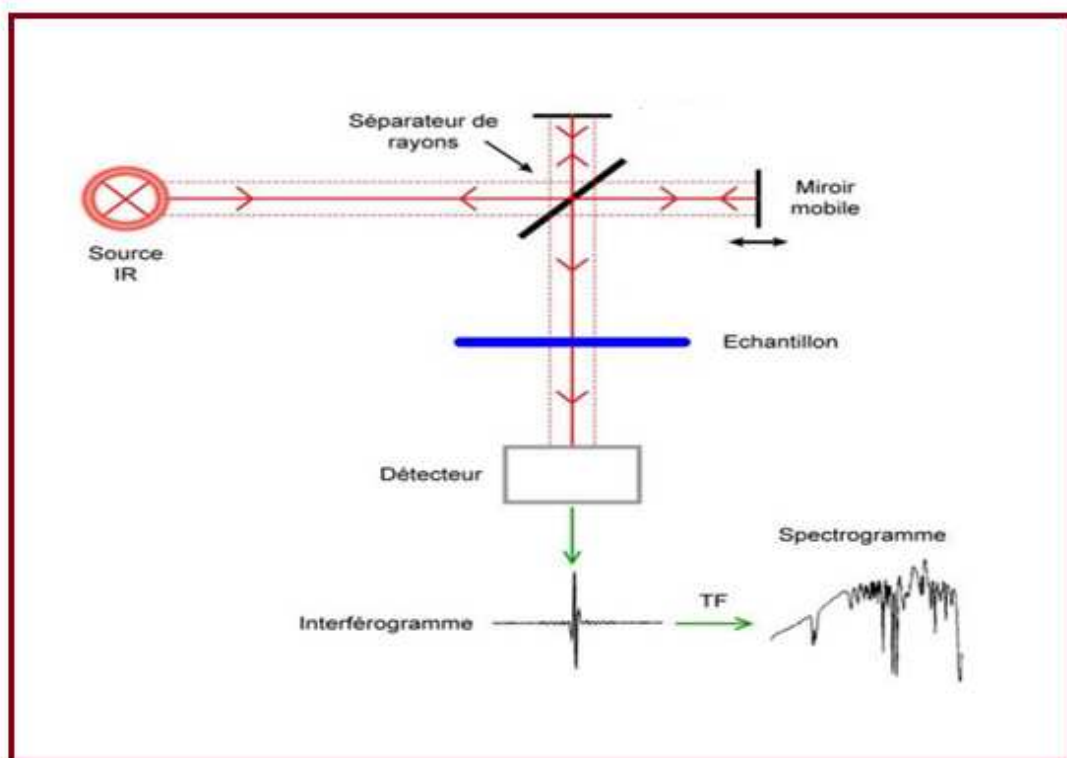 Séparateur de
rayons
Miroir
mobile
Source
IR
Echantillon
Détecteur
Spectrogramme
TF
Interférogramme